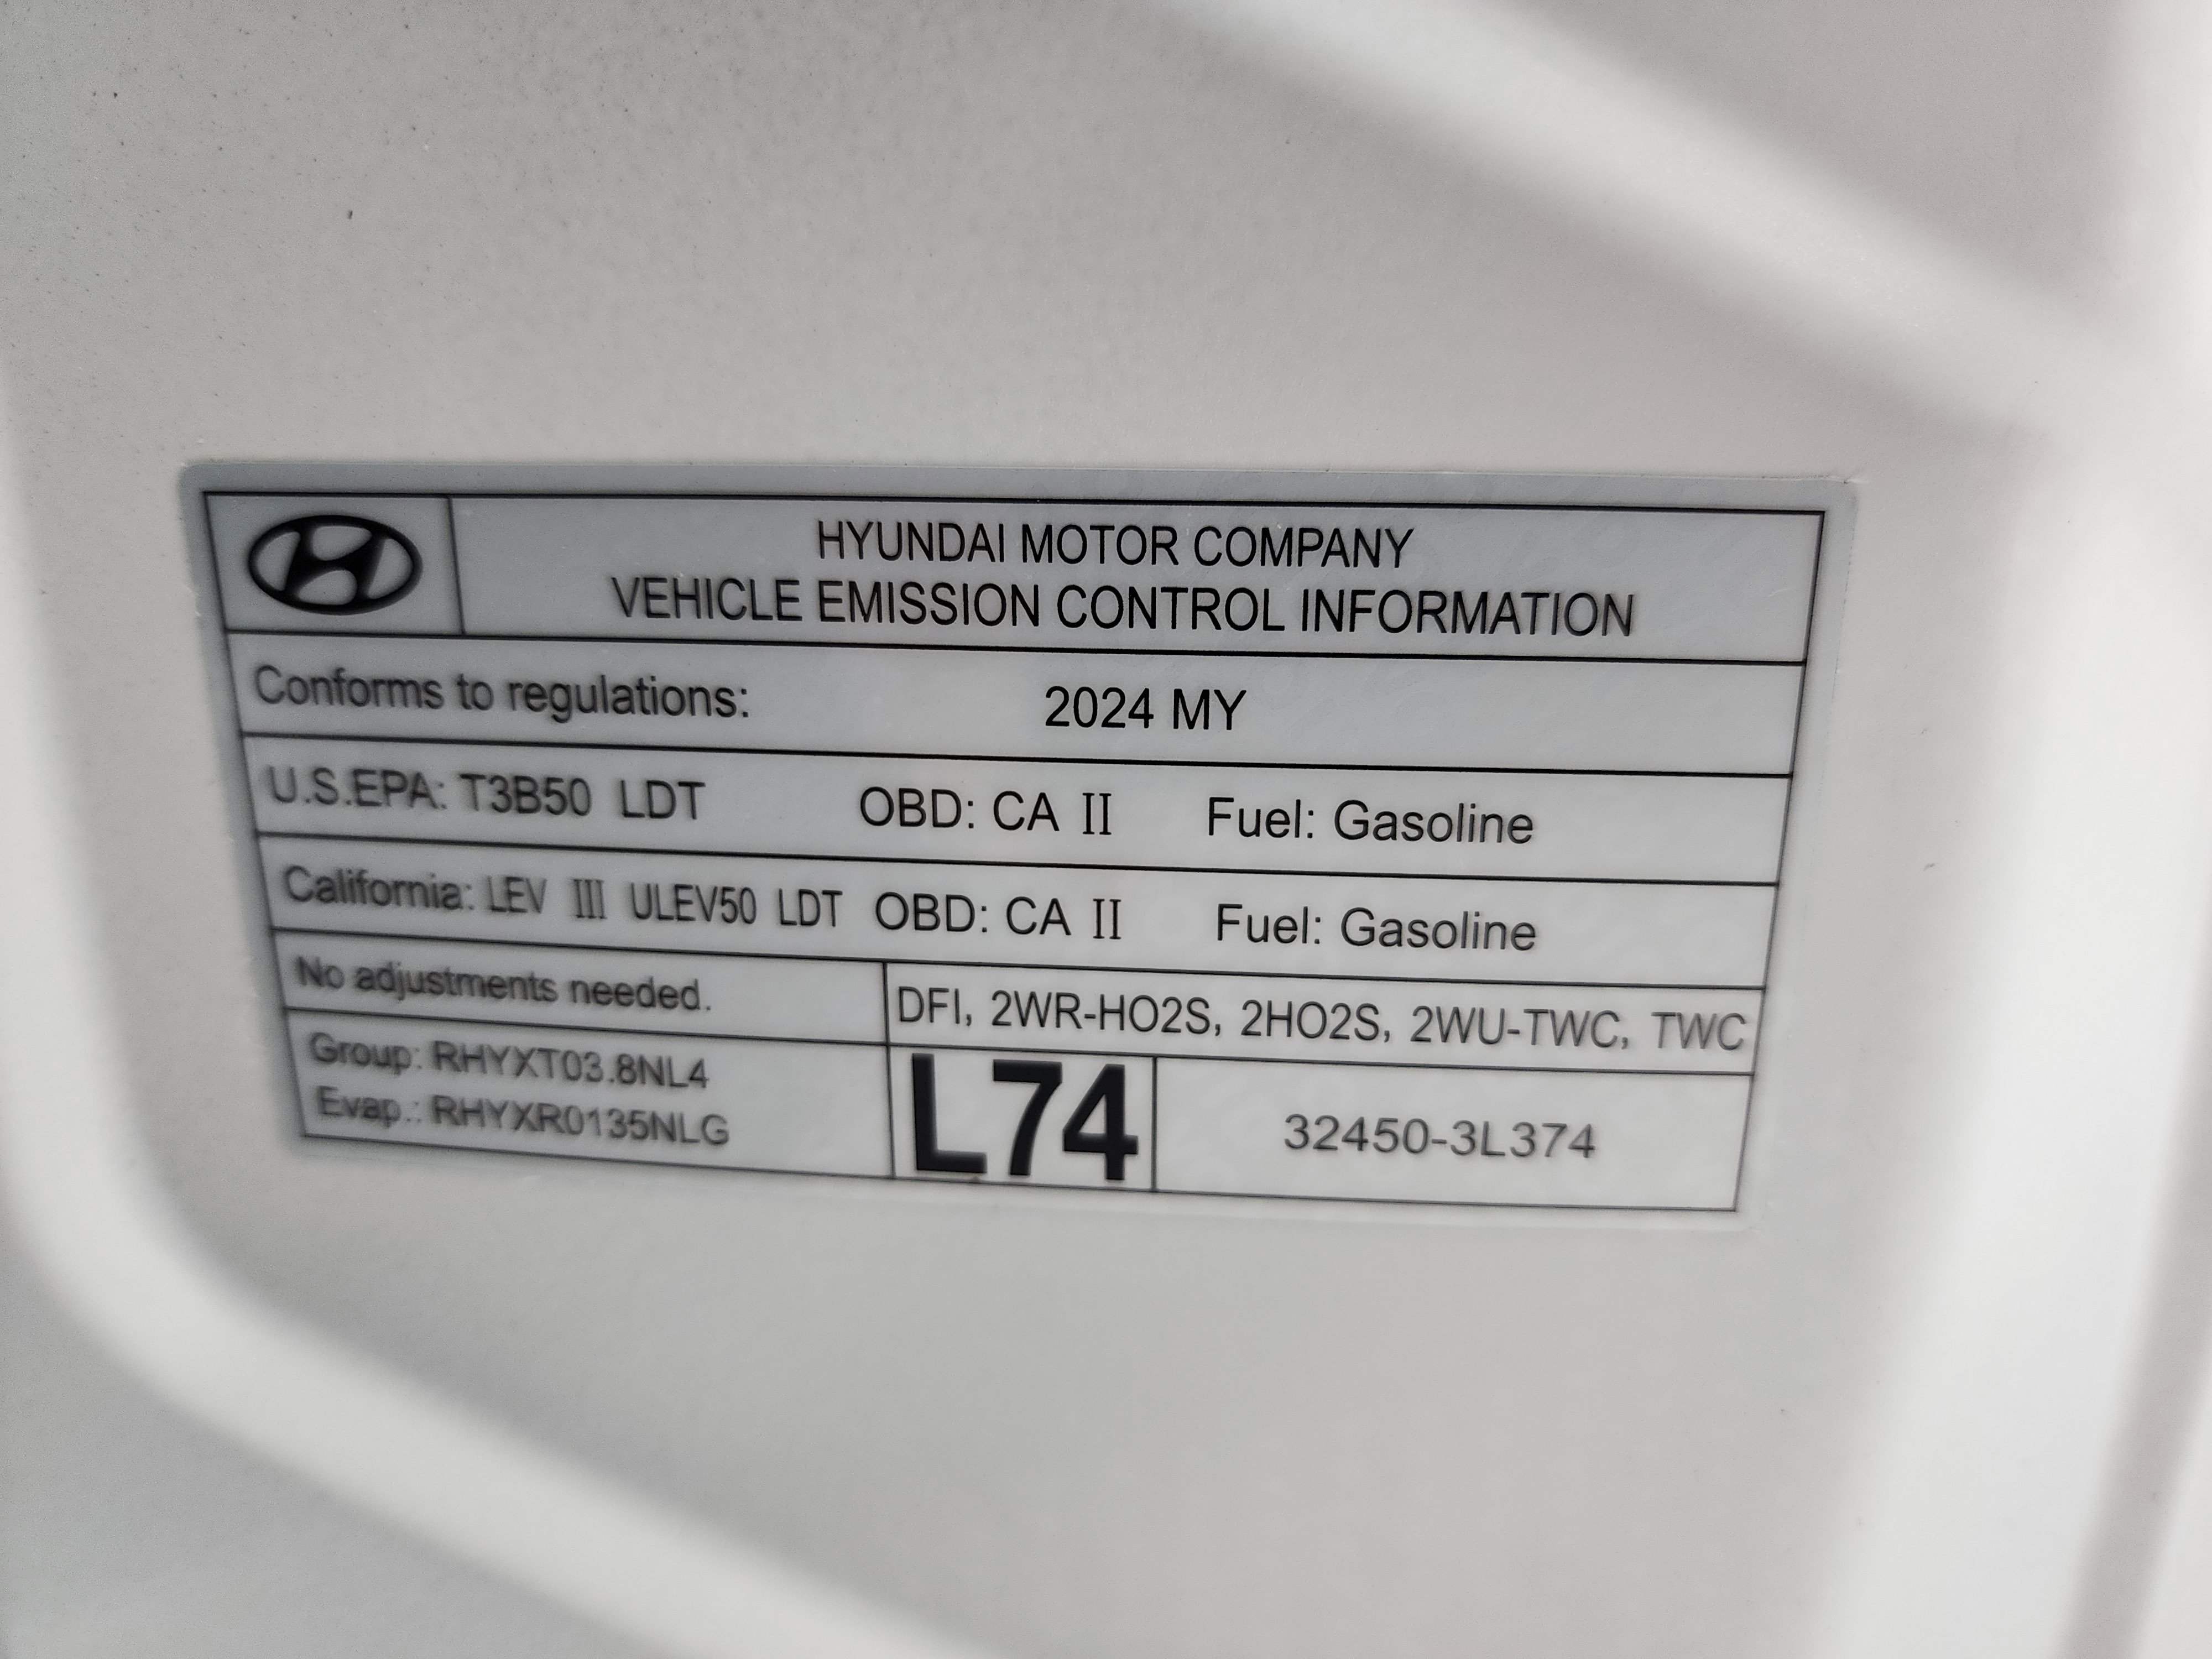 HYUNDAI MOTOR COMPANY
VEHICLE EMISSION CONTROL INFORMATION
Conforms to regulations: 2024 MY
U.S.EPA: T3B50 LDT OBD: CA II Fuel: Gasoline
California: LEV III ULEV50 LDT OBD: CA II Fuel: Gasoline
No adjustments needed. DFI, 2WR-HO2S, 2HO2S, 2WU-TWC, TWC
Group: RHYXT03.8NL4
Evap.: RHYXR0135NLG
L74
32450-3L374